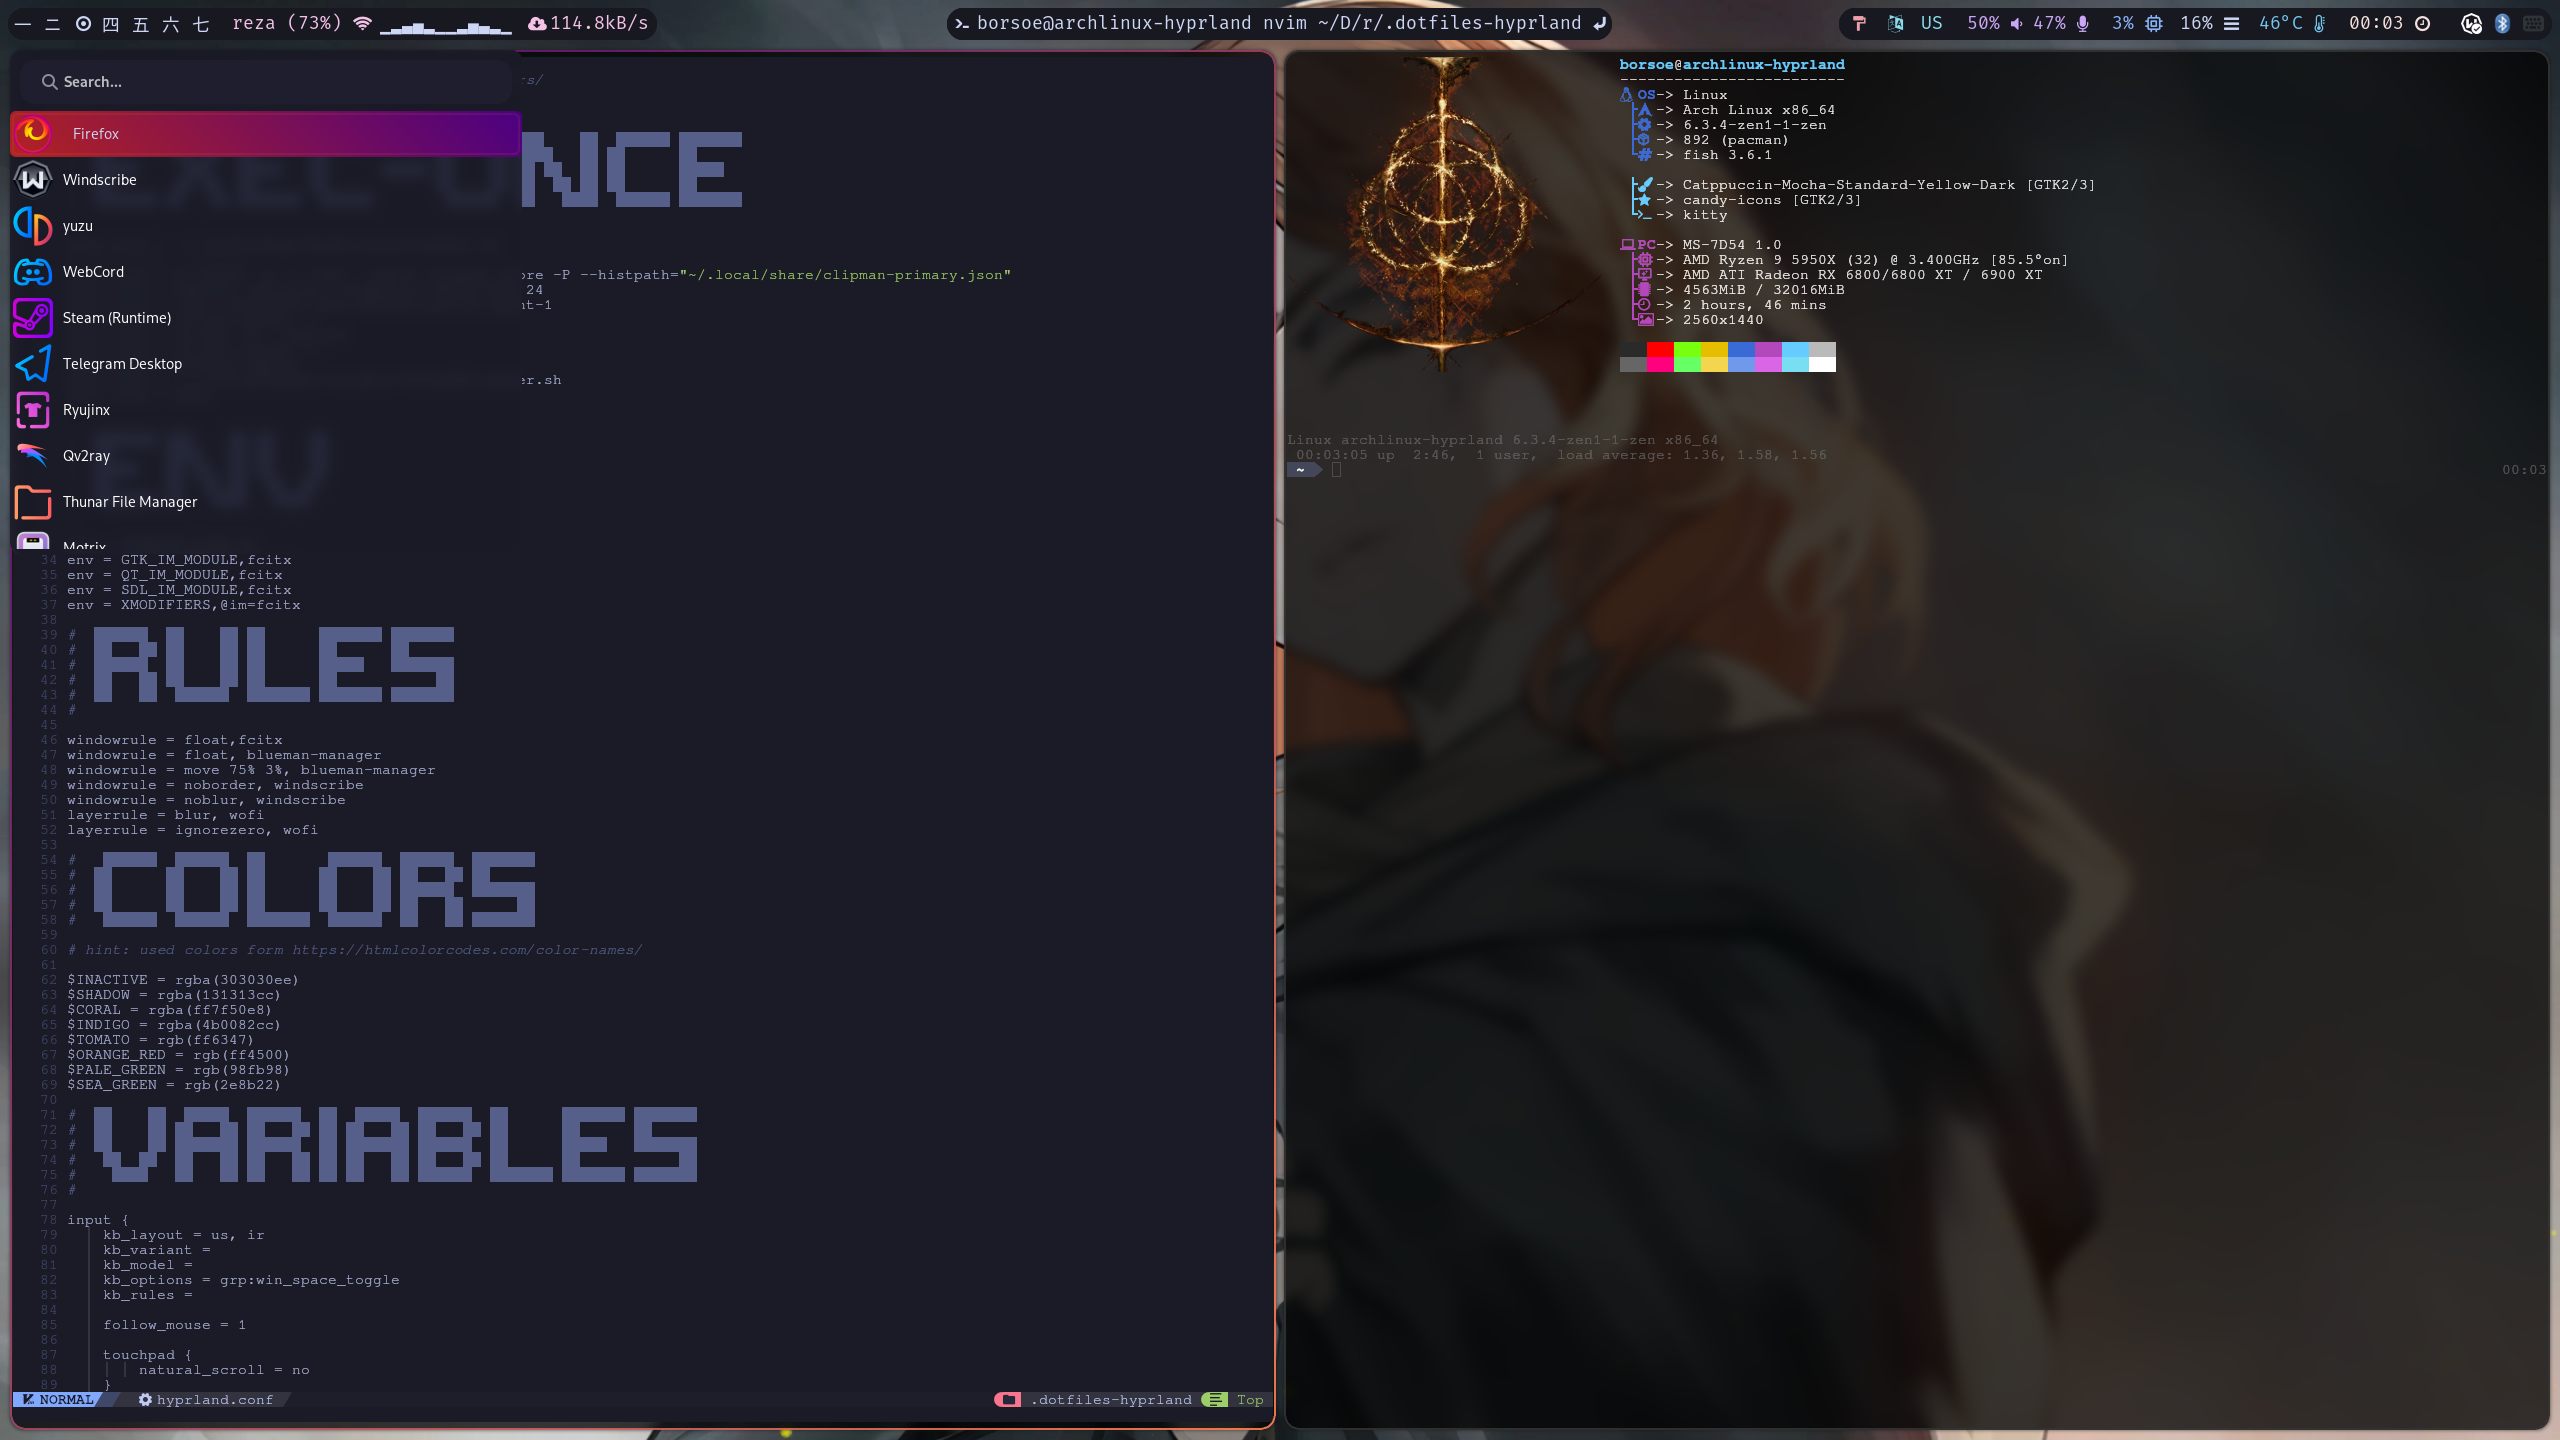 一 二 四 五 六 七 reza (73%) 114.8kB/s
borsoe@archlinux-hyprland nvim ~/D/r/.dotfiles-hyprland
US 50% 47% 3% 16% 46°C 00:03
Search...
Firefox
Windscribe
yuzu
WebCord
Steam (Runtime)
Telegram Desktop
Ryujinx
Qv2ray
Thunar File Manager
Motrix
rs/
EXEC-ONCE
ore -P --histpath="~/.local/share/clipman-primary.json"
24
nt-1
er.sh
ENV
34 env = GTK_IM_MODULE,fcitx
35 env = QT_IM_MODULE,fcitx
36 env = SDL_IM_MODULE,fcitx
37 env = XMODIFIERS,@im=fcitx
38
39 #
40 #
41 # RULES
42 #
43 #
44 #
45
46 windowrule = float,fcitx
47 windowrule = float, blueman-manager
48 windowrule = move 75% 3%, blueman-manager
49 windowrule = noborder, windscribe
50 windowrule = noblur, windscribe
51 layerrule = blur, wofi
52 layerrule = ignorezero, wofi
53
54 #
55 #
56 # COLORS
57 #
58 #
59
60 # hint: used colors form https://htmlcolorcodes.com/color-names/
61
62 $INACTIVE = rgba(303030ee)
63 $SHADOW = rgba(131313cc)
64 $CORAL = rgba(ff7f50e8)
65 $INDIGO = rgba(4b0082cc)
66 $TOMATO = rgb(ff6347)
67 $ORANGE_RED = rgb(ff4500)
68 $PALE_GREEN = rgb(98fb98)
69 $SEA_GREEN = rgb(2e8b22)
70
71 #
72 #
73 # VARIABLES
74 #
75 #
76 #
77
78 input {
79 kb_layout = us, ir
80 kb_variant =
81 kb_model =
82 kb_options = grp:win_space_toggle
83 kb_rules =
84
85 follow_mouse = 1
86
87 touchpad {
88 natural_scroll = no
89 }
NORMAL hyprland.conf .dotfiles-hyprland Top
borsoe@archlinux-hyprland
-------------------------
OS-> Linux
-> Arch Linux x86_64
-> 6.3.4-zen1-1-zen
-> 892 (pacman)
-> fish 3.6.1
-> Catppuccin-Mocha-Standard-Yellow-Dark [GTK2/3]
-> candy-icons [GTK2/3]
-> kitty
PC-> MS-7D54 1.0
-> AMD Ryzen 9 5950X (32) @ 3.400GHz [85.5°on]
-> AMD ATI Radeon RX 6800/6800 XT / 6900 XT
-> 4563MiB / 32016MiB
-> 2 hours, 46 mins
-> 2560x1440
Linux archlinux-hyprland 6.3.4-zen1-1-zen x86_64
00:03:05 up 2:46, 1 user, load average: 1.36, 1.58, 1.56
~ 00:03